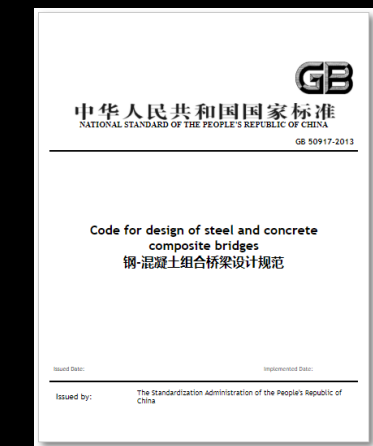 GB
中华人民共和国国家标准
NATIONAL STANDARD OF THE PEOPLE'S REPUBLIC OF CHINA
GB 50917-2013
Code for design of steel and concrete
composite bridges
钢-混凝土组合桥梁设计规范
Issued Date: Implemented Date:
Issued by: The Standardization Administration of the People's Republic of
China